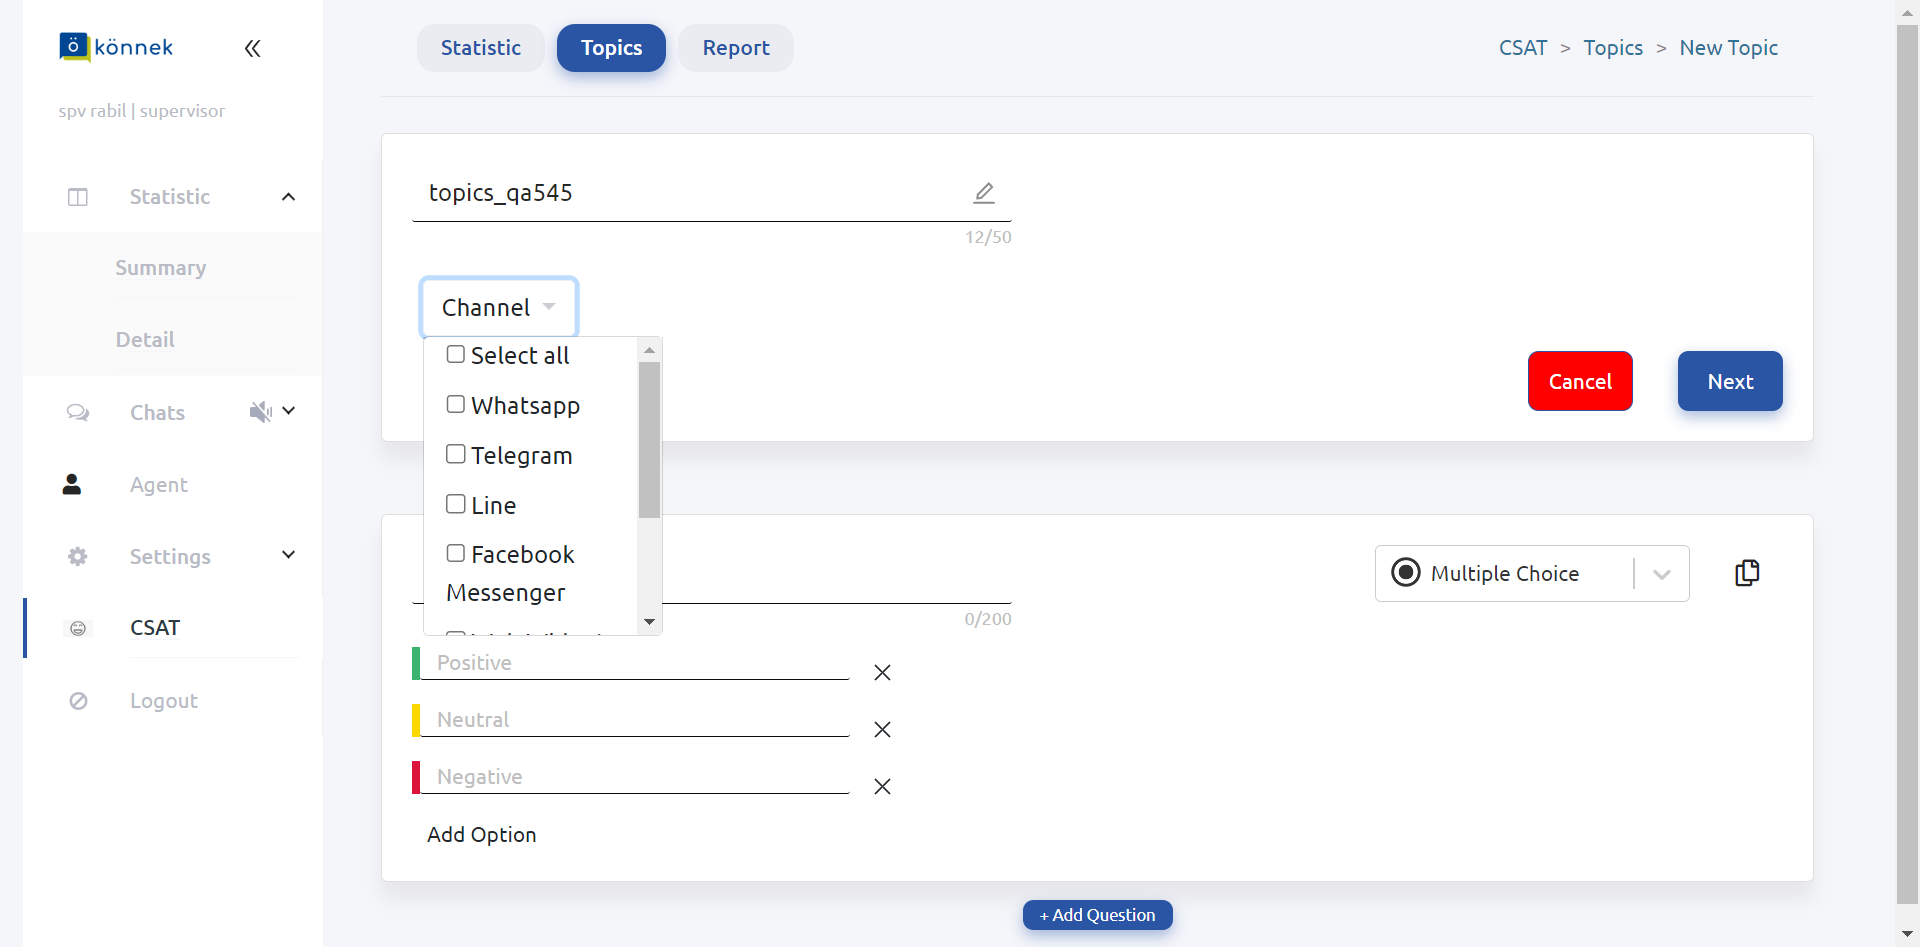 ö könnek
spv rabil | supervisor
Statistic
Summary
Detail
Chats
Agent
Settings
CSAT
Logout
Statistic
Topics
Report
CSAT > Topics > New Topic
topics_qa545
12/50
Channel
Select all
Whatsapp
Telegram
Line
Facebook
Messenger
Cancel
Next
Multiple Choice
0/200
Positive
Neutral
Negative
Add Option
+ Add Question